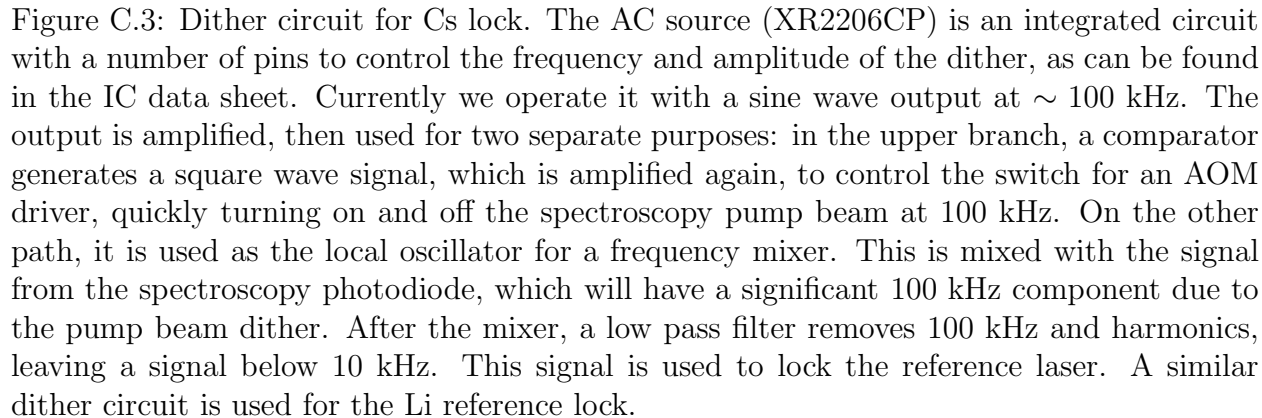 Figure C.3: Dither circuit for Cs lock. The AC source (XR2206CP) is an integrated circuit
with a number of pins to control the frequency and amplitude of the dither, as can be found
in the IC data sheet. Currently we operate it with a sine wave output at ∼ 100 kHz. The
output is amplified, then used for two separate purposes: in the upper branch, a comparator
generates a square wave signal, which is amplified again, to control the switch for an AOM
driver, quickly turning on and off the spectroscopy pump beam at 100 kHz. On the other
path, it is used as the local oscillator for a frequency mixer. This is mixed with the signal
from the spectroscopy photodiode, which will have a significant 100 kHz component due to
the pump beam dither. After the mixer, a low pass filter removes 100 kHz and harmonics,
leaving a signal below 10 kHz. This signal is used to lock the reference laser. A similar
dither circuit is used for the Li reference lock.